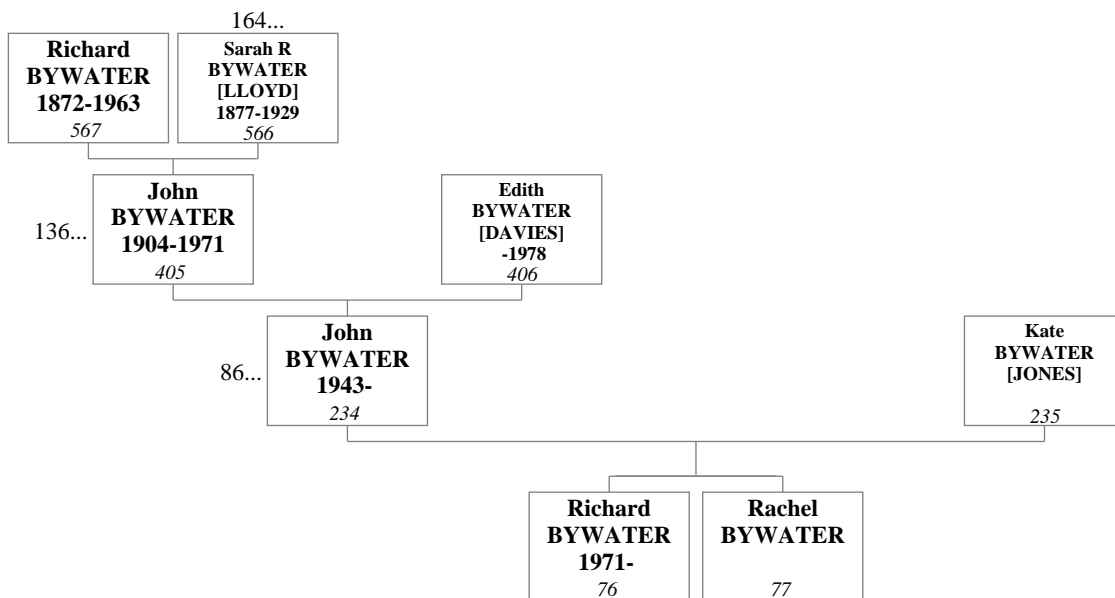 164...
Richard
BYWATER
1872-1963
567
Sarah R
BYWATER
[LLOYD]
1877-1929
566
136...
John
BYWATER
1904-1971
405
Edith
BYWATER
[DAVIES]
-1978
406
86...
John
BYWATER
1943-
234
Kate
BYWATER
[JONES]
235
Richard
BYWATER
1971-
76
Rachel
BYWATER
77